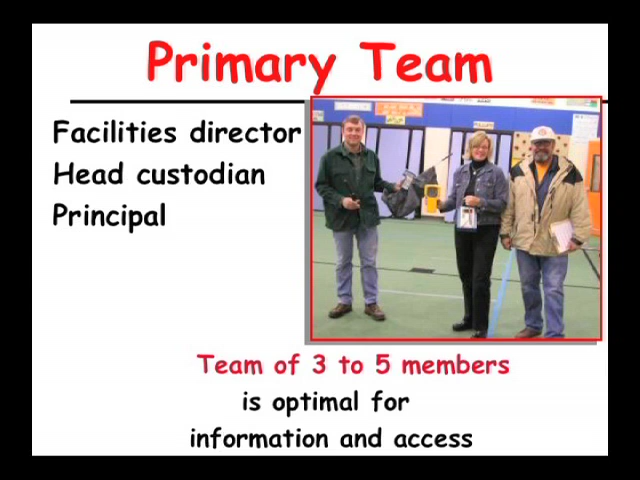 Primary Team
Facilities director
Head custodian
Principal
Team of 3 to 5 members
is optimal for
information and access